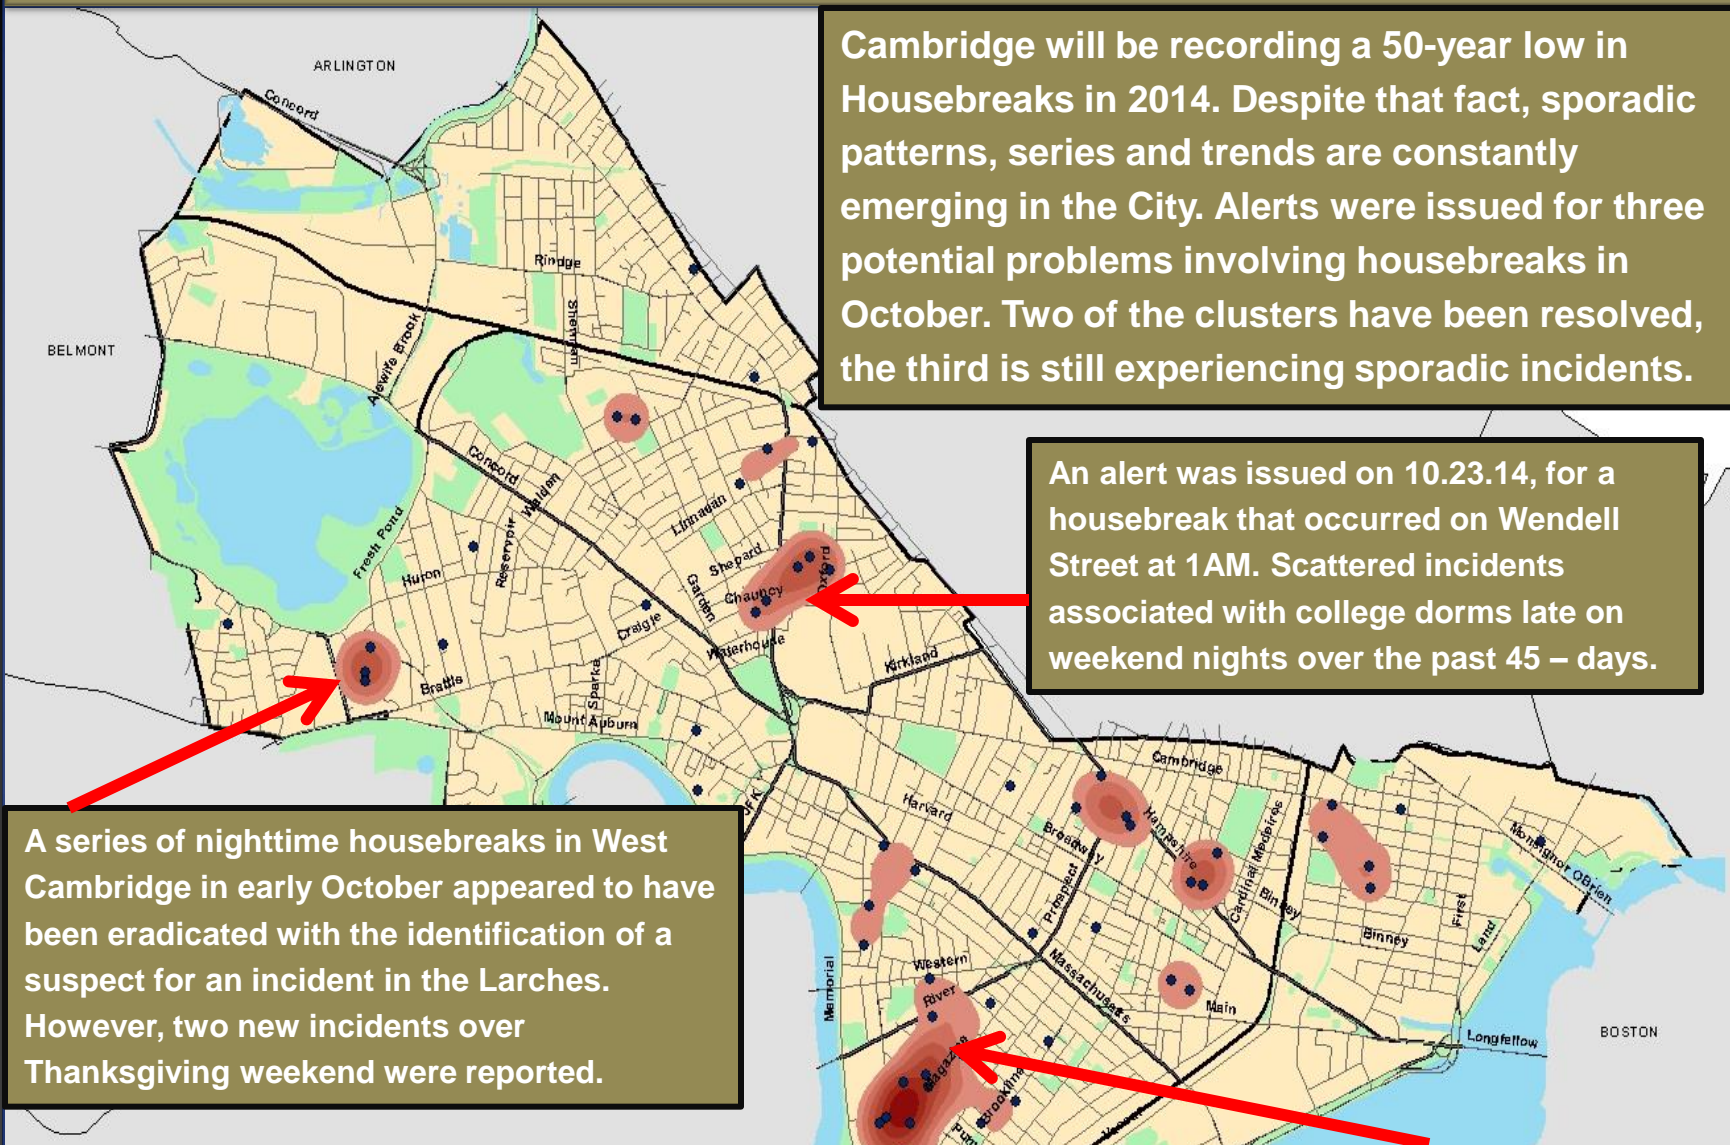 Cambridge will be recording a 50-year low in
Housebreaks in 2014. Despite that fact, sporadic
patterns, series and trends are constantly
emerging in the City. Alerts were issued for three
potential problems involving housebreaks in
October. Two of the clusters have been resolved,
the third is still experiencing sporadic incidents.
ARLINGTON
Concord
Rindge
Sherman
BELMONT
Alewife Brook
An alert was issued on 10.23.14, for a
housebreak that occurred on Wendell
Street at 1AM. Scattered incidents
associated with college dorms late on
weekend nights over the past 45 – days.
Concord
Walden
Linnaean
Fresh Pond
Reservoir
Huron
Shepard
Oxford
Garden
Chauncy
Craigie
Waterhouse
Kirkland
Sparks
Brattle
Mount Auburn
Cambridge
JFK
Harvard
Broadway
Hampshire
Cardinal Medeiros
Monsignor OBrien
Prospect
Binney
First
Land
Binney
A series of nighttime housebreaks in West
Cambridge in early October appeared to have
been eradicated with the identification of a
suspect for an incident in the Larches.
However, two new incidents over
Thanksgiving weekend were reported.
Memorial
Western
Massachusetts
River
Main
Longfellow
BOSTON
Magazine
Brookline
Vassar